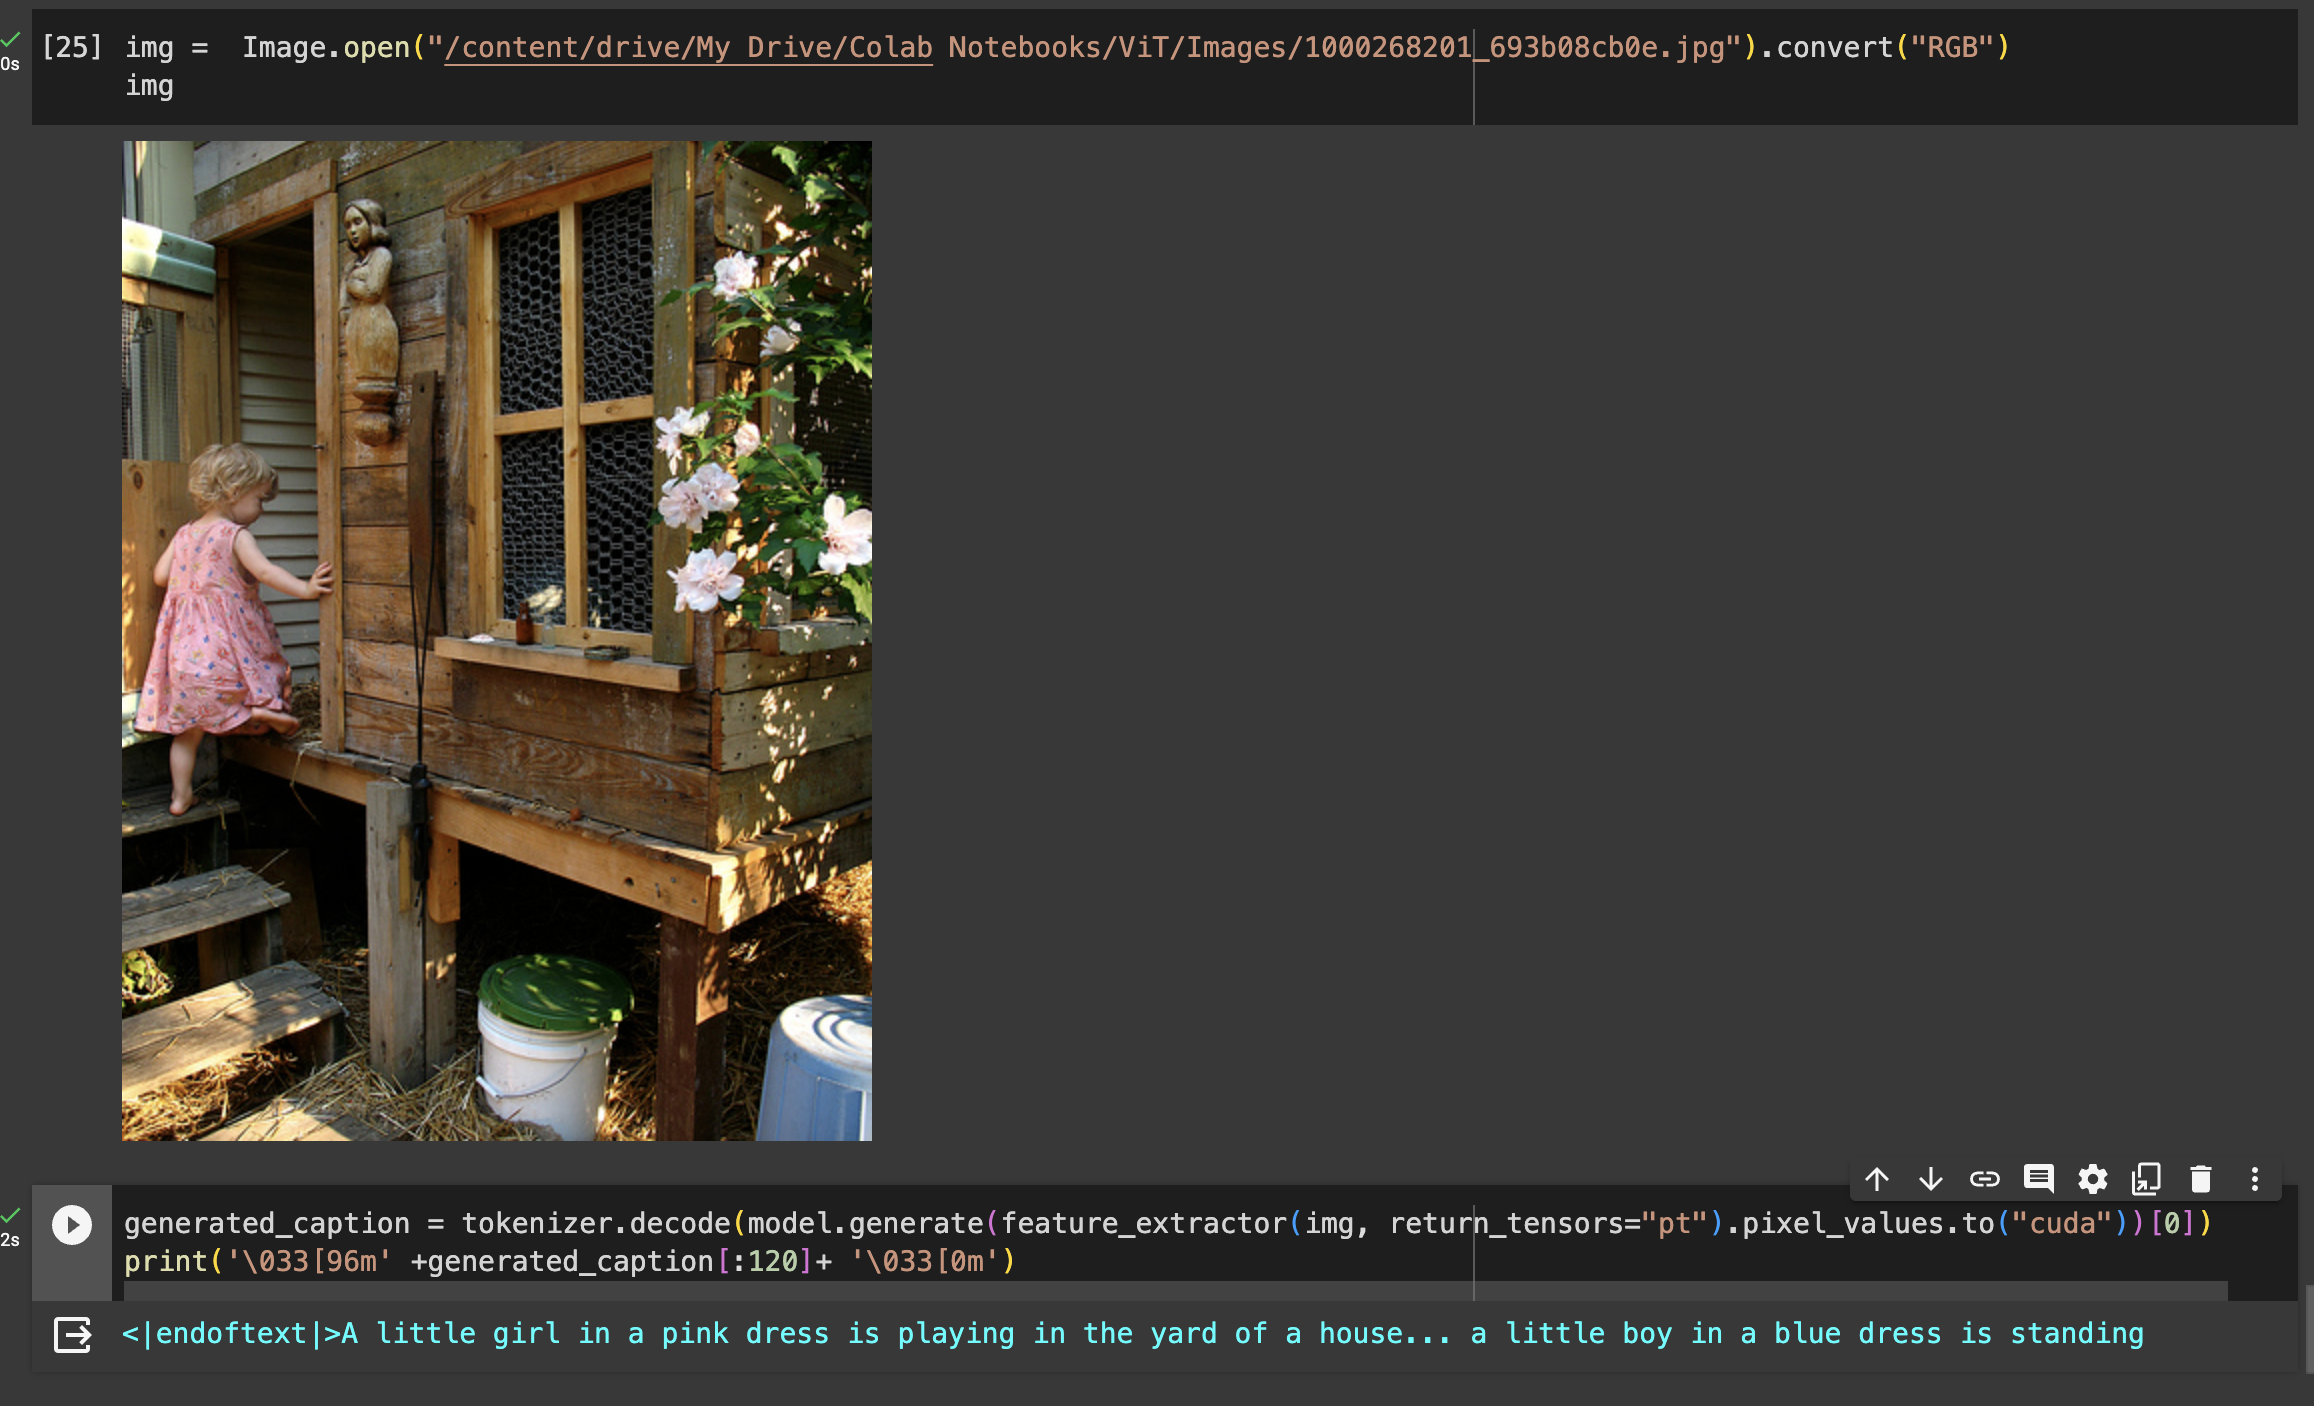 [25] img =  Image.open("/content/drive/My Drive/Colab Notebooks/ViT/Images/1000268201_693b08cb0e.jpg").convert("RGB")
0s
img
generated_caption = tokenizer.decode(model.generate(feature_extractor(img, return_tensors="pt").pixel_values.to("cuda"))[0])
2s
print('\033[96m' +generated_caption[:120]+ '\033[0m')
<|endoftext|>A little girl in a pink dress is playing in the yard of a house... a little boy in a blue dress is standing